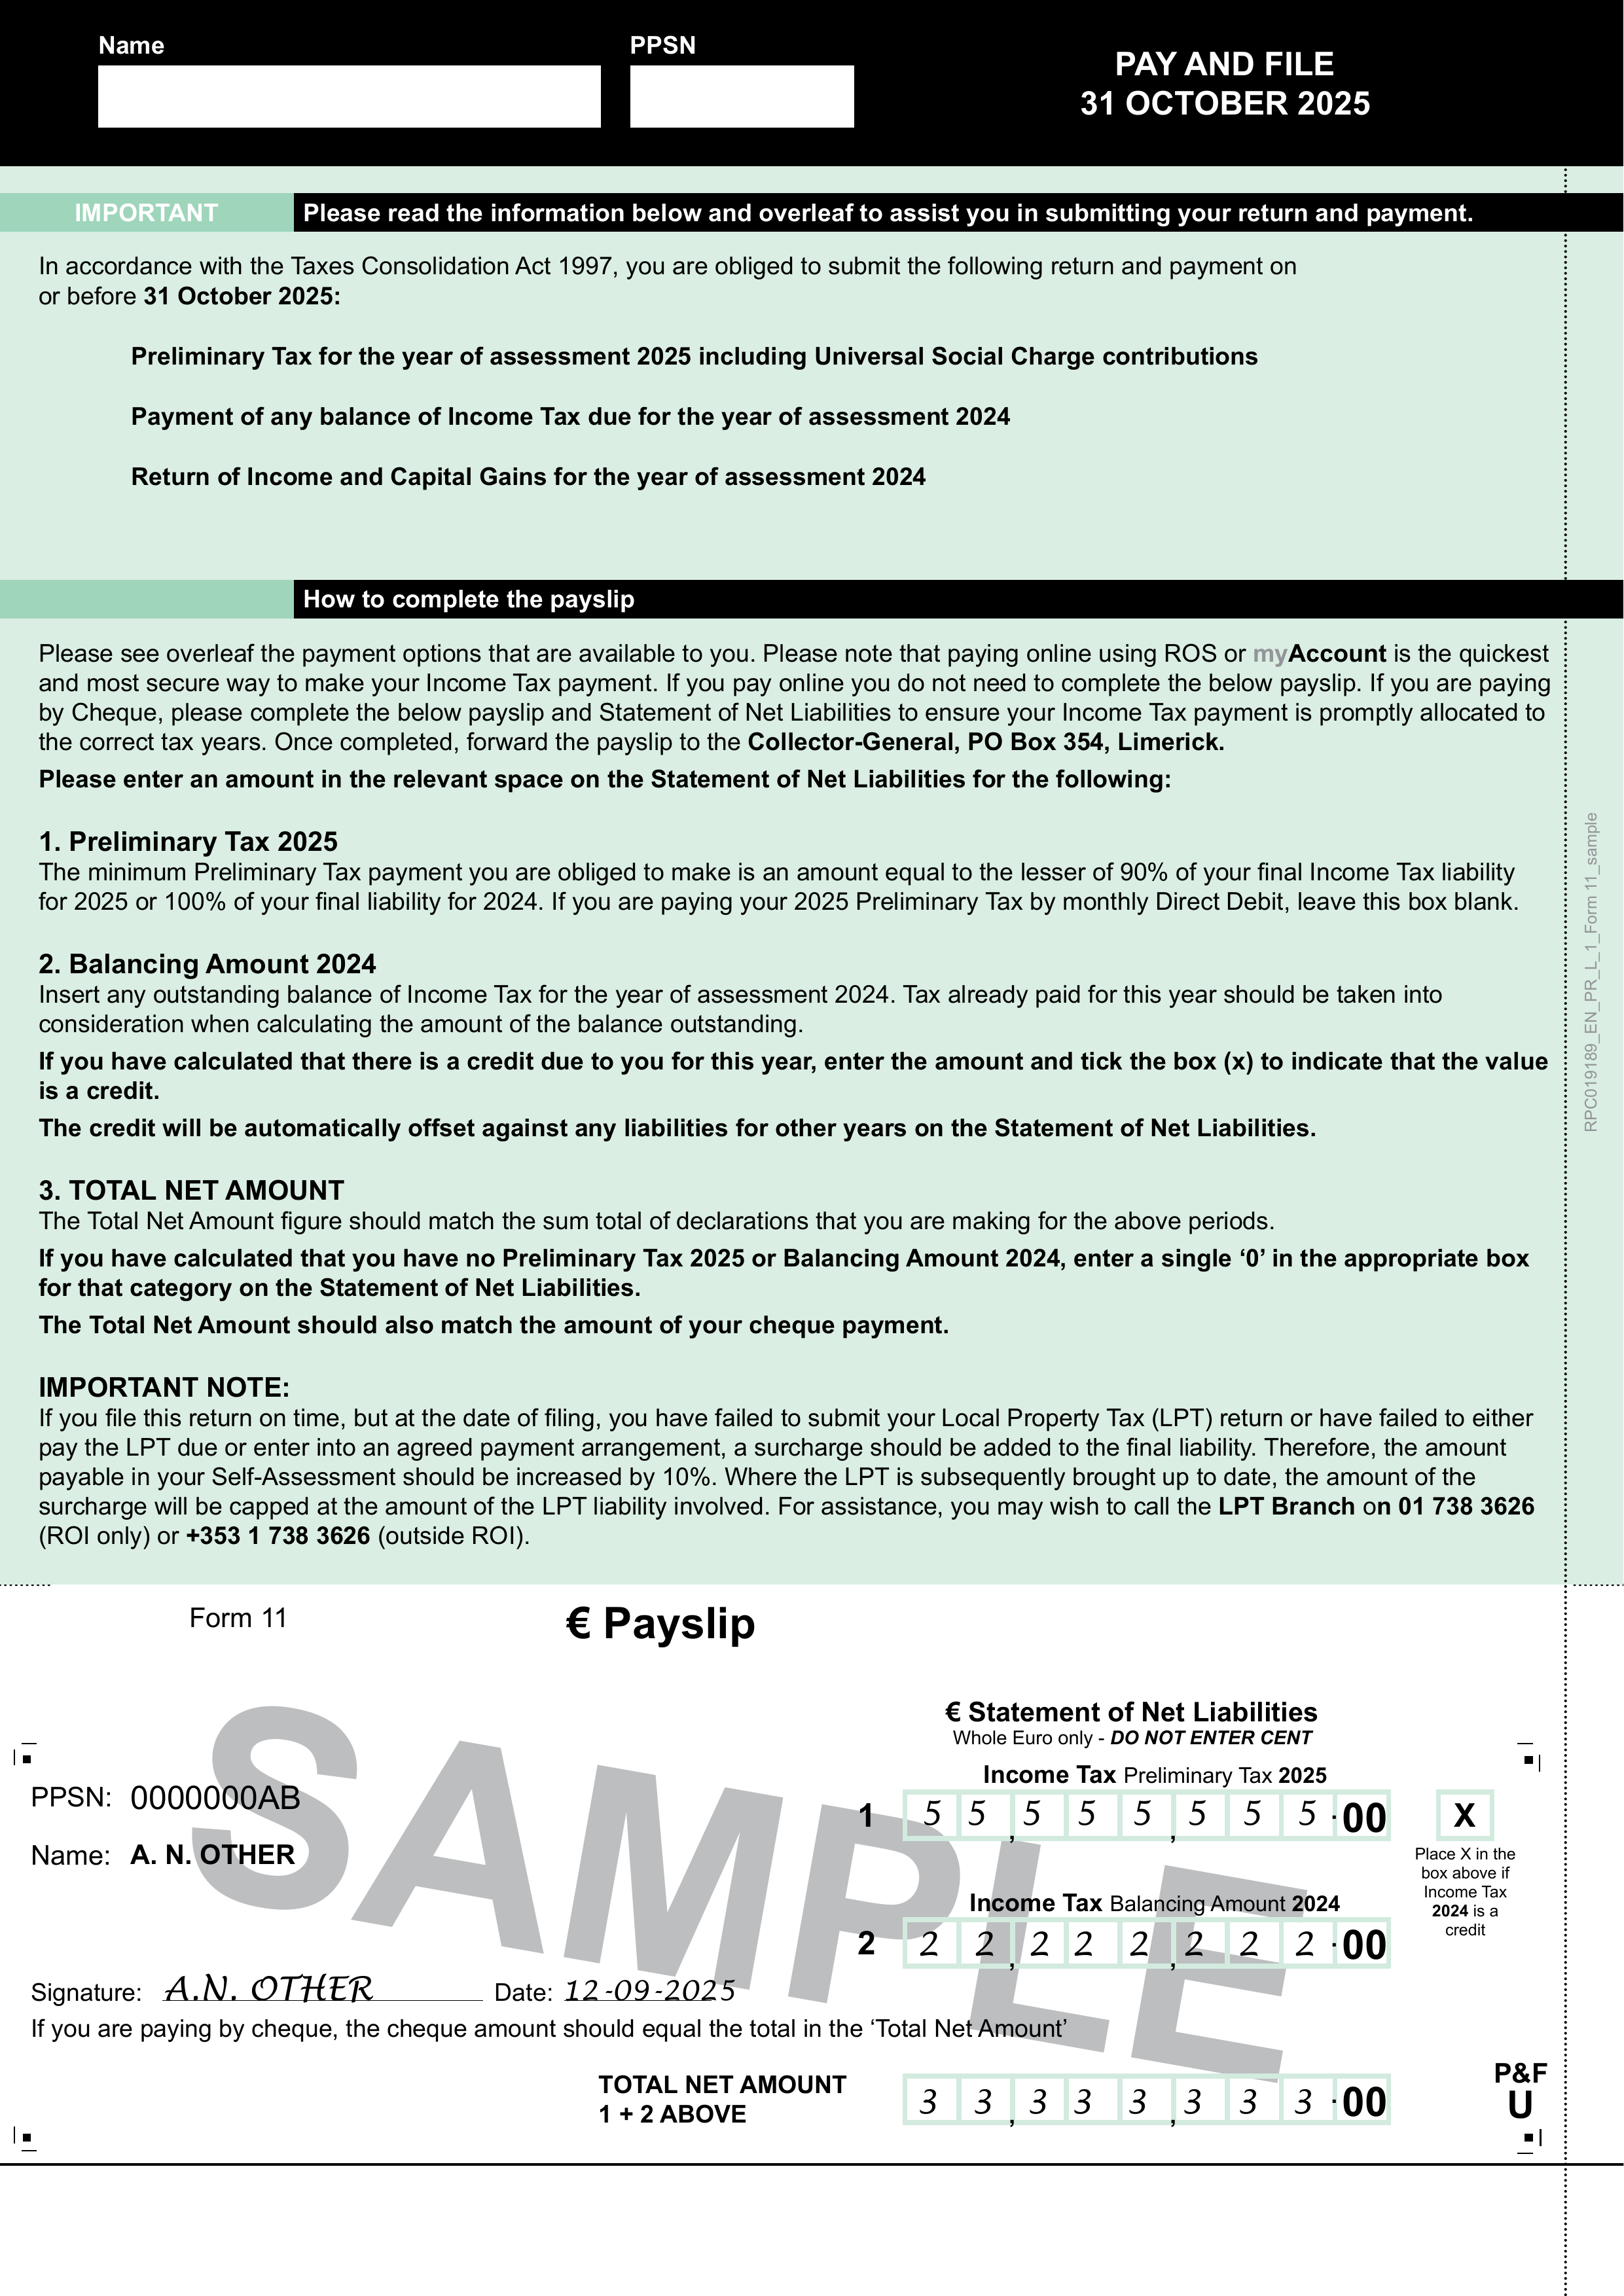 Name
PPSN
PAY AND FILE
31 OCTOBER 2025
IMPORTANT
Please read the information below and overleaf to assist you in submitting your return and payment.
In accordance with the Taxes Consolidation Act 1997, you are obliged to submit the following return and payment on
or before 31 October 2025:
Preliminary Tax for the year of assessment 2025 including Universal Social Charge contributions
Payment of any balance of Income Tax due for the year of assessment 2024
Return of Income and Capital Gains for the year of assessment 2024
How to complete the payslip
Please see overleaf the payment options that are available to you. Please note that paying online using ROS or myAccount is the quickest
and most secure way to make your Income Tax payment. If you pay online you do not need to complete the below payslip. If you are paying
by Cheque, please complete the below payslip and Statement of Net Liabilities to ensure your Income Tax payment is promptly allocated to
the correct tax years. Once completed, forward the payslip to the Collector-General, PO Box 354, Limerick.
Please enter an amount in the relevant space on the Statement of Net Liabilities for the following:
1. Preliminary Tax 2025
The minimum Preliminary Tax payment you are obliged to make is an amount equal to the lesser of 90% of your final Income Tax liability
for 2025 or 100% of your final liability for 2024. If you are paying your 2025 Preliminary Tax by monthly Direct Debit, leave this box blank.
2. Balancing Amount 2024
Insert any outstanding balance of Income Tax for the year of assessment 2024. Tax already paid for this year should be taken into
consideration when calculating the amount of the balance outstanding.
If you have calculated that there is a credit due to you for this year, enter the amount and tick the box (x) to indicate that the value
is a credit.
The credit will be automatically offset against any liabilities for other years on the Statement of Net Liabilities.
3. TOTAL NET AMOUNT
The Total Net Amount figure should match the sum total of declarations that you are making for the above periods.
If you have calculated that you have no Preliminary Tax 2025 or Balancing Amount 2024, enter a single ‘0’ in the appropriate box
for that category on the Statement of Net Liabilities.
The Total Net Amount should also match the amount of your cheque payment.
IMPORTANT NOTE:
If you file this return on time, but at the date of filing, you have failed to submit your Local Property Tax (LPT) return or have failed to either
pay the LPT due or enter into an agreed payment arrangement, a surcharge should be added to the final liability. Therefore, the amount
payable in your Self-Assessment should be increased by 10%. Where the LPT is subsequently brought up to date, the amount of the
surcharge will be capped at the amount of the LPT liability involved. For assistance, you may wish to call the LPT Branch on 01 738 3626
(ROI only) or +353 1 738 3626 (outside ROI).
RPC019189_EN_PR_L_1_Form 11_sample
Form 11
€ Payslip
SAMPLE
€ Statement of Net Liabilities
Whole Euro only - DO NOT ENTER CENT
Income Tax Preliminary Tax 2025
PPSN: 0000000AB
1 5 5 , 5 5 5 , 5 5 5 · 00 X
Name: A. N. OTHER
Place X in the
box above if
Income Tax
2024 is a
credit
Income Tax Balancing Amount 2024
2 2 2 , 2 2 2 , 2 2 2 · 00
Signature: A.N. OTHER Date: 12-09-2025
If you are paying by cheque, the cheque amount should equal the total in the ‘Total Net Amount’
TOTAL NET AMOUNT
1 + 2 ABOVE
3 3 , 3 3 3 , 3 3 3 · 00
P&F
U